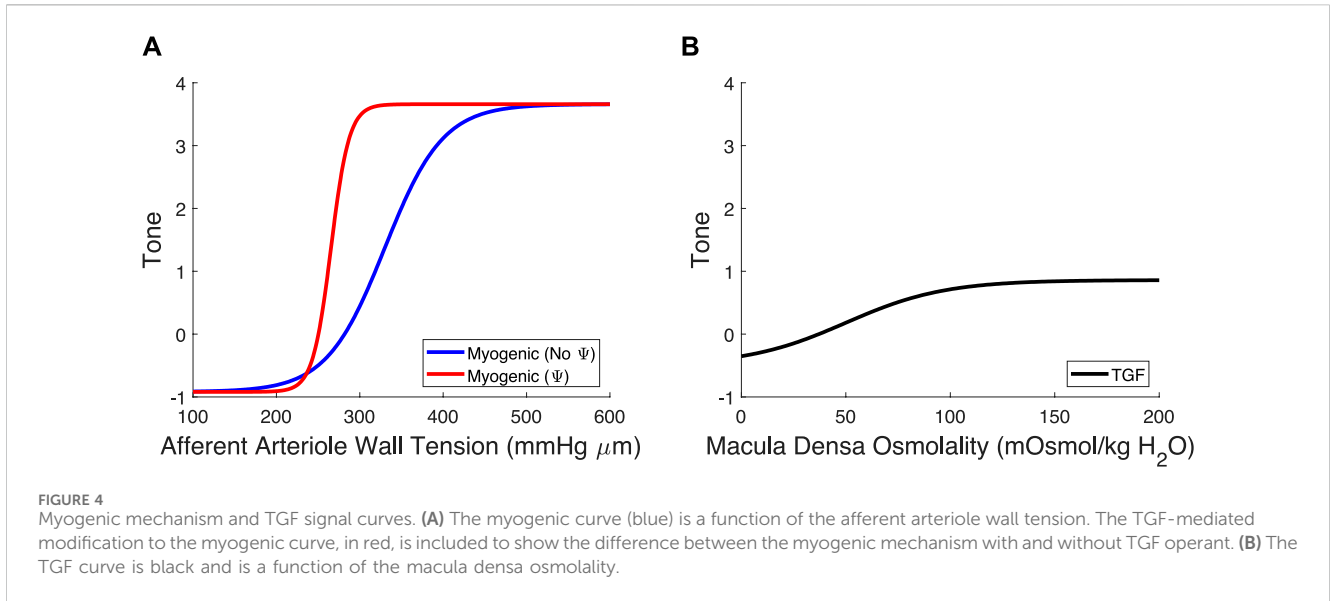 A
B
4
3
2
1
0
-1
Tone
100 200 300 400 500 600
Afferent Arteriole Wall Tension (mmHg μm)
Myogenic (No Ψ)
Myogenic (Ψ)
4
3
2
1
0
-1
Tone
0 50 100 150 200
Macula Densa Osmolality (mOsmol/kg H₂O)
TGF
FIGURE 4
Myogenic mechanism and TGF signal curves. (A) The myogenic curve (blue) is a function of the afferent arteriole wall tension. The TGF-mediated
modification to the myogenic curve, in red, is included to show the difference between the myogenic mechanism with and without TGF operant. (B) The
TGF curve is black and is a function of the macula densa osmolality.